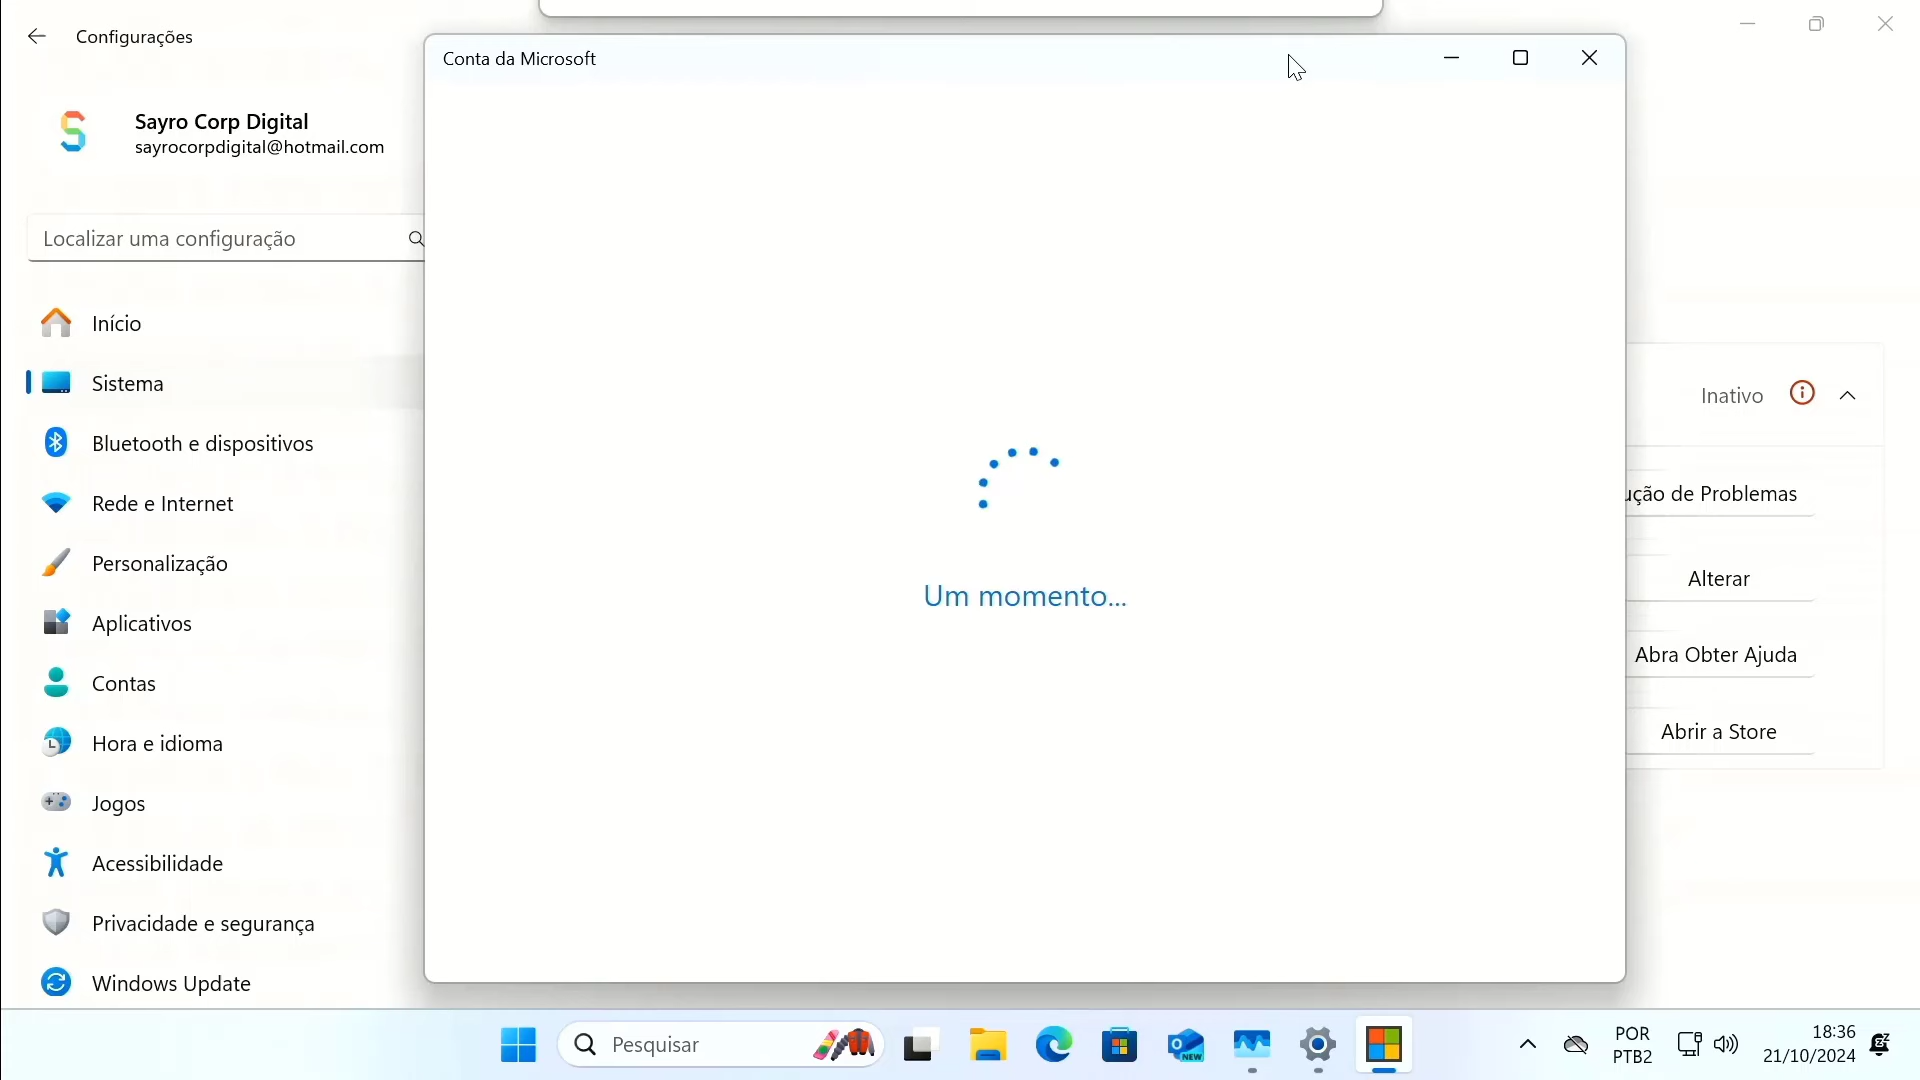 Configurações
Conta da Microsoft
Sayro Corp Digital
sayrocorpdigital@hotmail.com
Localizar uma configuração
Início
Sistema
Inativo
Bluetooth e dispositivos
ução de Problemas
Rede e Internet
Personalização
Alterar
Um momento...
Aplicativos
Abra Obter Ajuda
Contas
Abrir a Store
Hora e idioma
Jogos
Acessibilidade
Privacidade e segurança
Windows Update
Pesquisar
NEW
POR
PTB2
18:36
21/10/2024